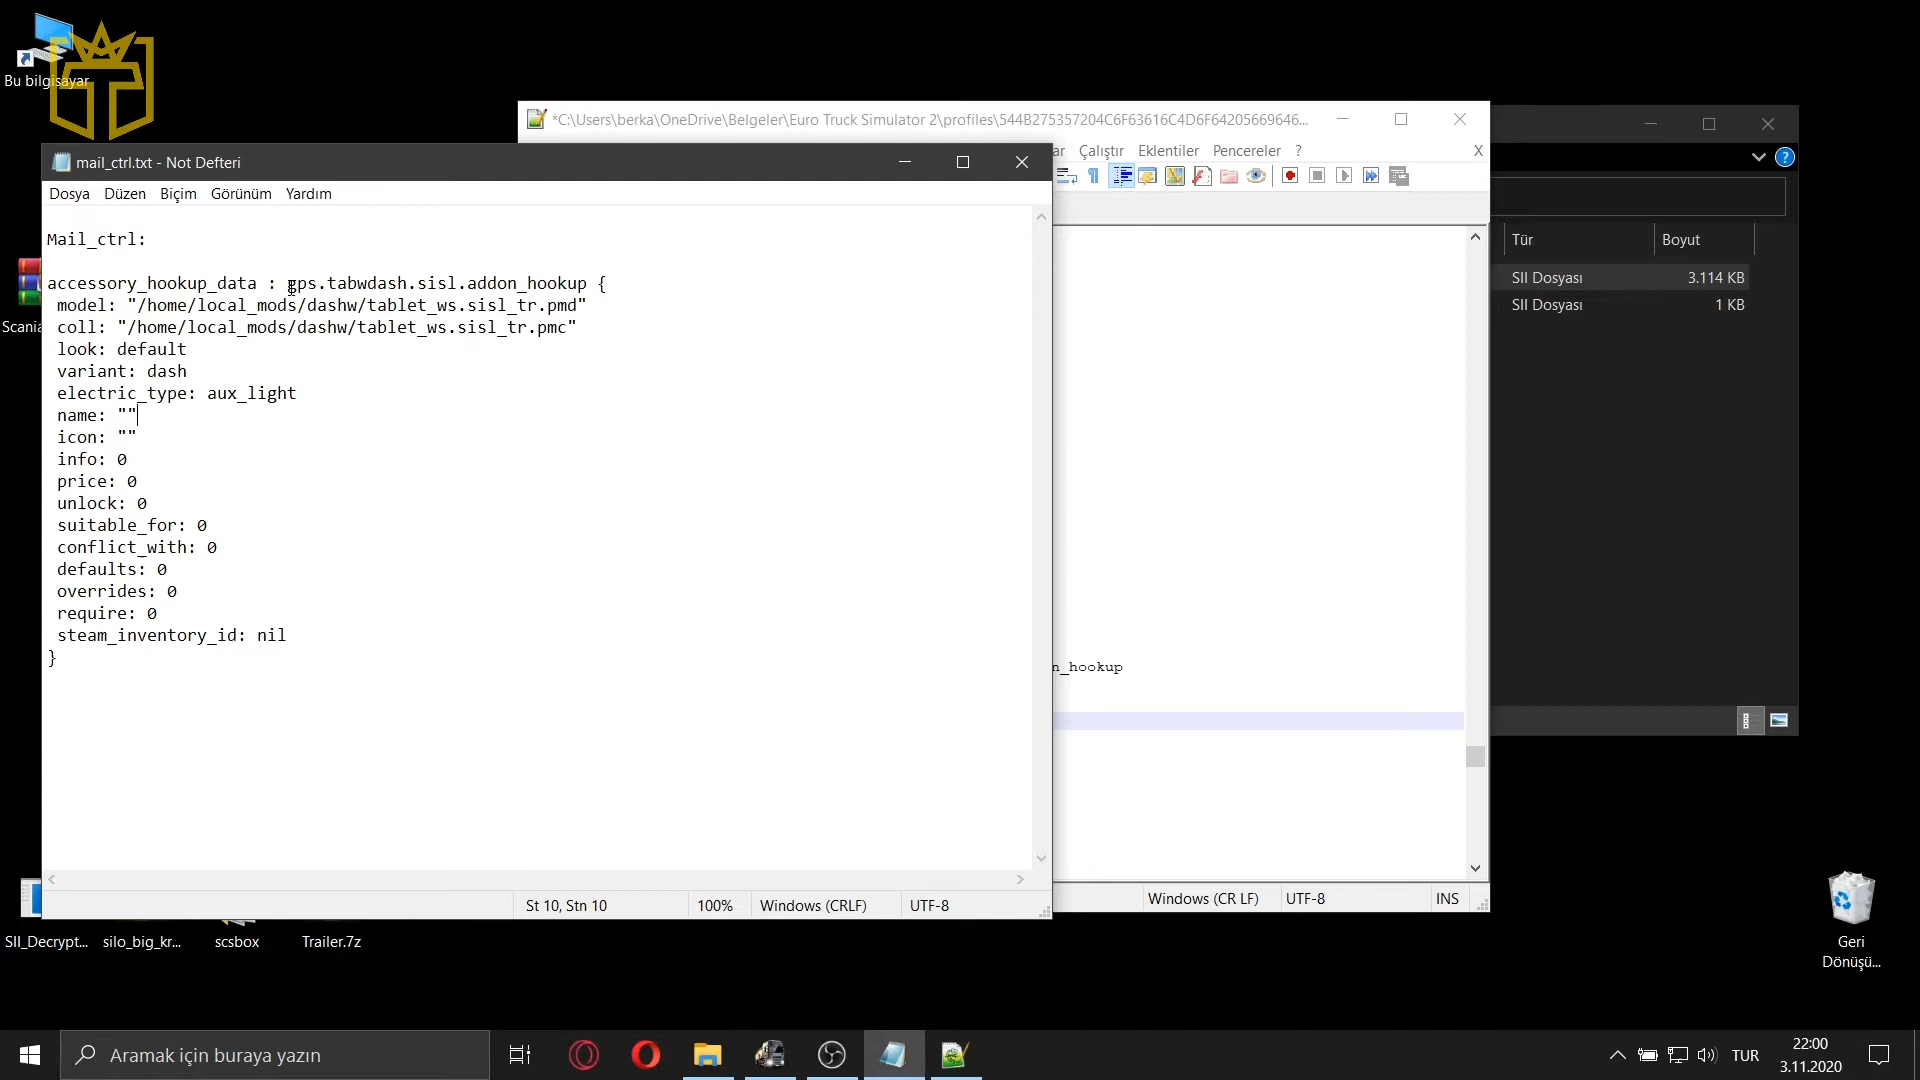 Bu bilgisayar
*C:\Users\berka\OneDrive\Belgeler\Euro Truck Simulator 2\profiles\544B275357204C6F63616C4D6F64205669646...
Çalıştır Eklentiler Pencereler ?
X
mail_ctrl.txt - Not Defteri
Dosya Düzen Biçim Görünüm Yardım
Mail_ctrl:
accessory_hookup_data : gps.tabwdash.sisl.addon_hookup {
model: "/home/local_mods/dashw/tablet_ws.sisl_tr.pmd"
coll: "/home/local_mods/dashw/tablet_ws.sisl_tr.pmc"
look: default
variant: dash
electric_type: aux_light
name: ""
icon: ""
info: 0
price: 0
unlock: 0
suitable_for: 0
conflict_with: 0
defaults: 0
overrides: 0
require: 0
steam_inventory_id: nil
}
St 10, Stn 10 100% Windows (CRLF) UTF-8
n_hookup
Windows (CR LF) UTF-8 INS
Tür Boyut
SII Dosyası 3.114 KB
SII Dosyası 1 KB
Scania
SII_Decrypt... silo_big_kr... scsbox Trailer.7z
Geri
Dönüşü...
Aramak için buraya yazın
TUR
22:00
3.11.2020